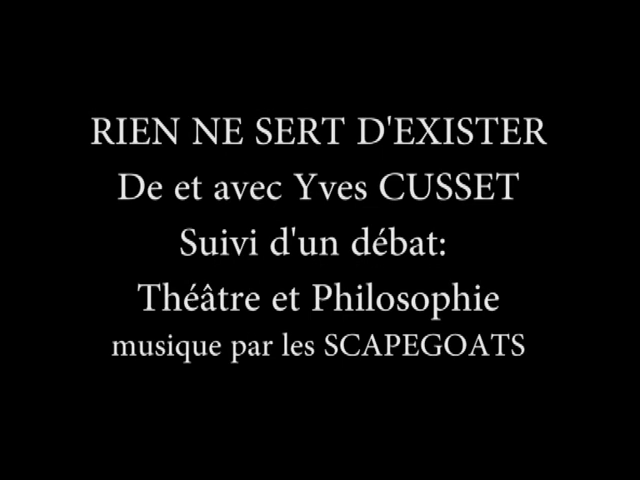 RIEN NE SERT D'EXISTER
De et avec Yves CUSSET
Suivi d'un débat:
Théâtre et Philosophie
musique par les SCAPEGOATS